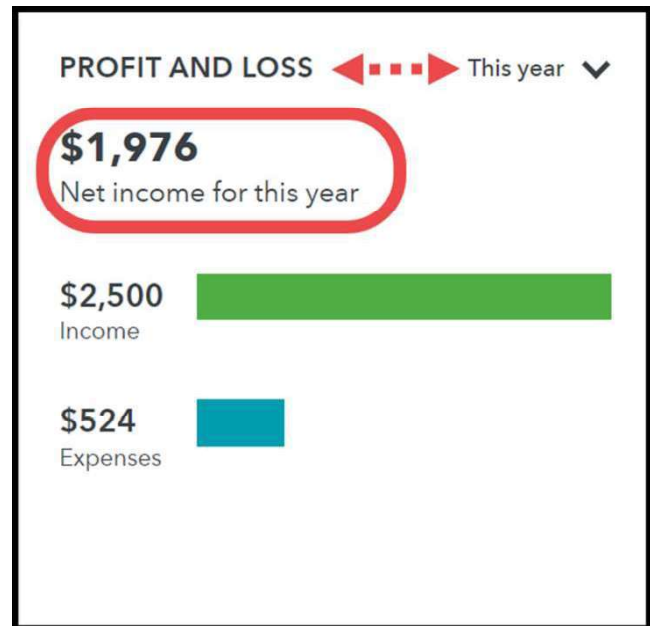 PROFIT AND LOSS This year
$1,976
Net income for this year
$2,500
Income
$524
Expenses